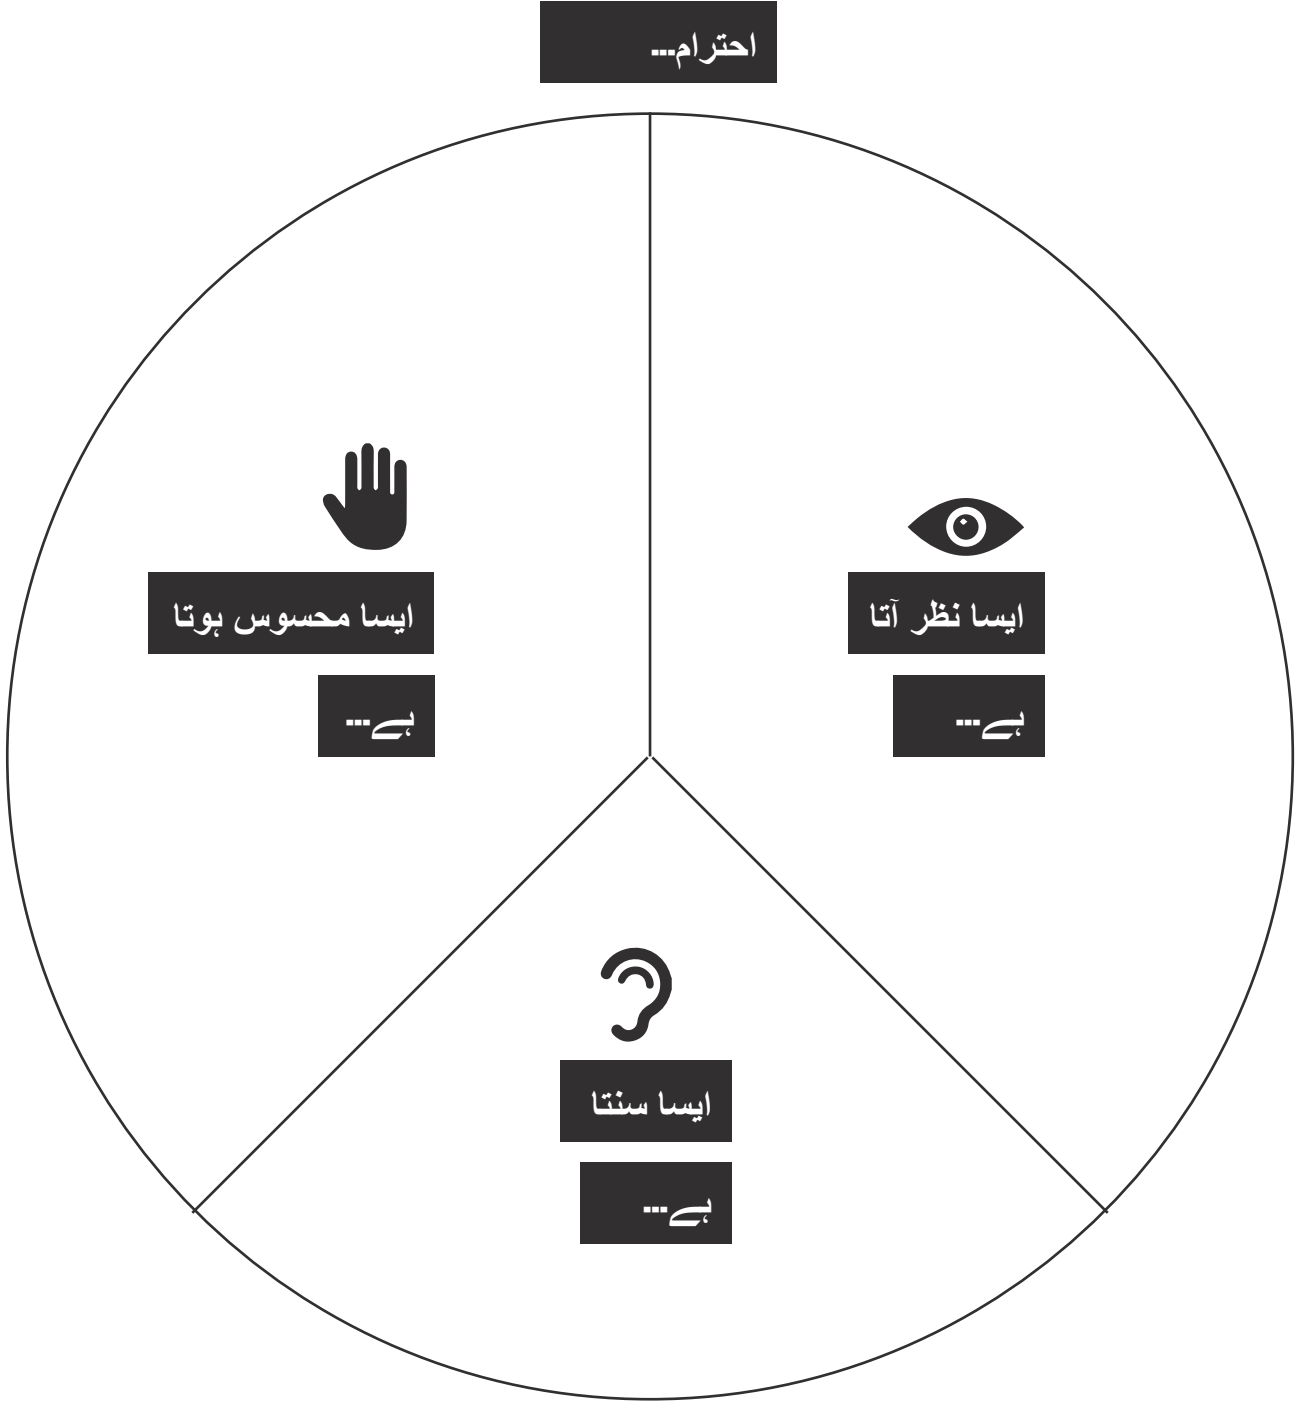 احترام...
ایسا نظر آتا
ہے...
ایسا محسوس ہوتا
ہے...
ایسا سنتا
ہے...